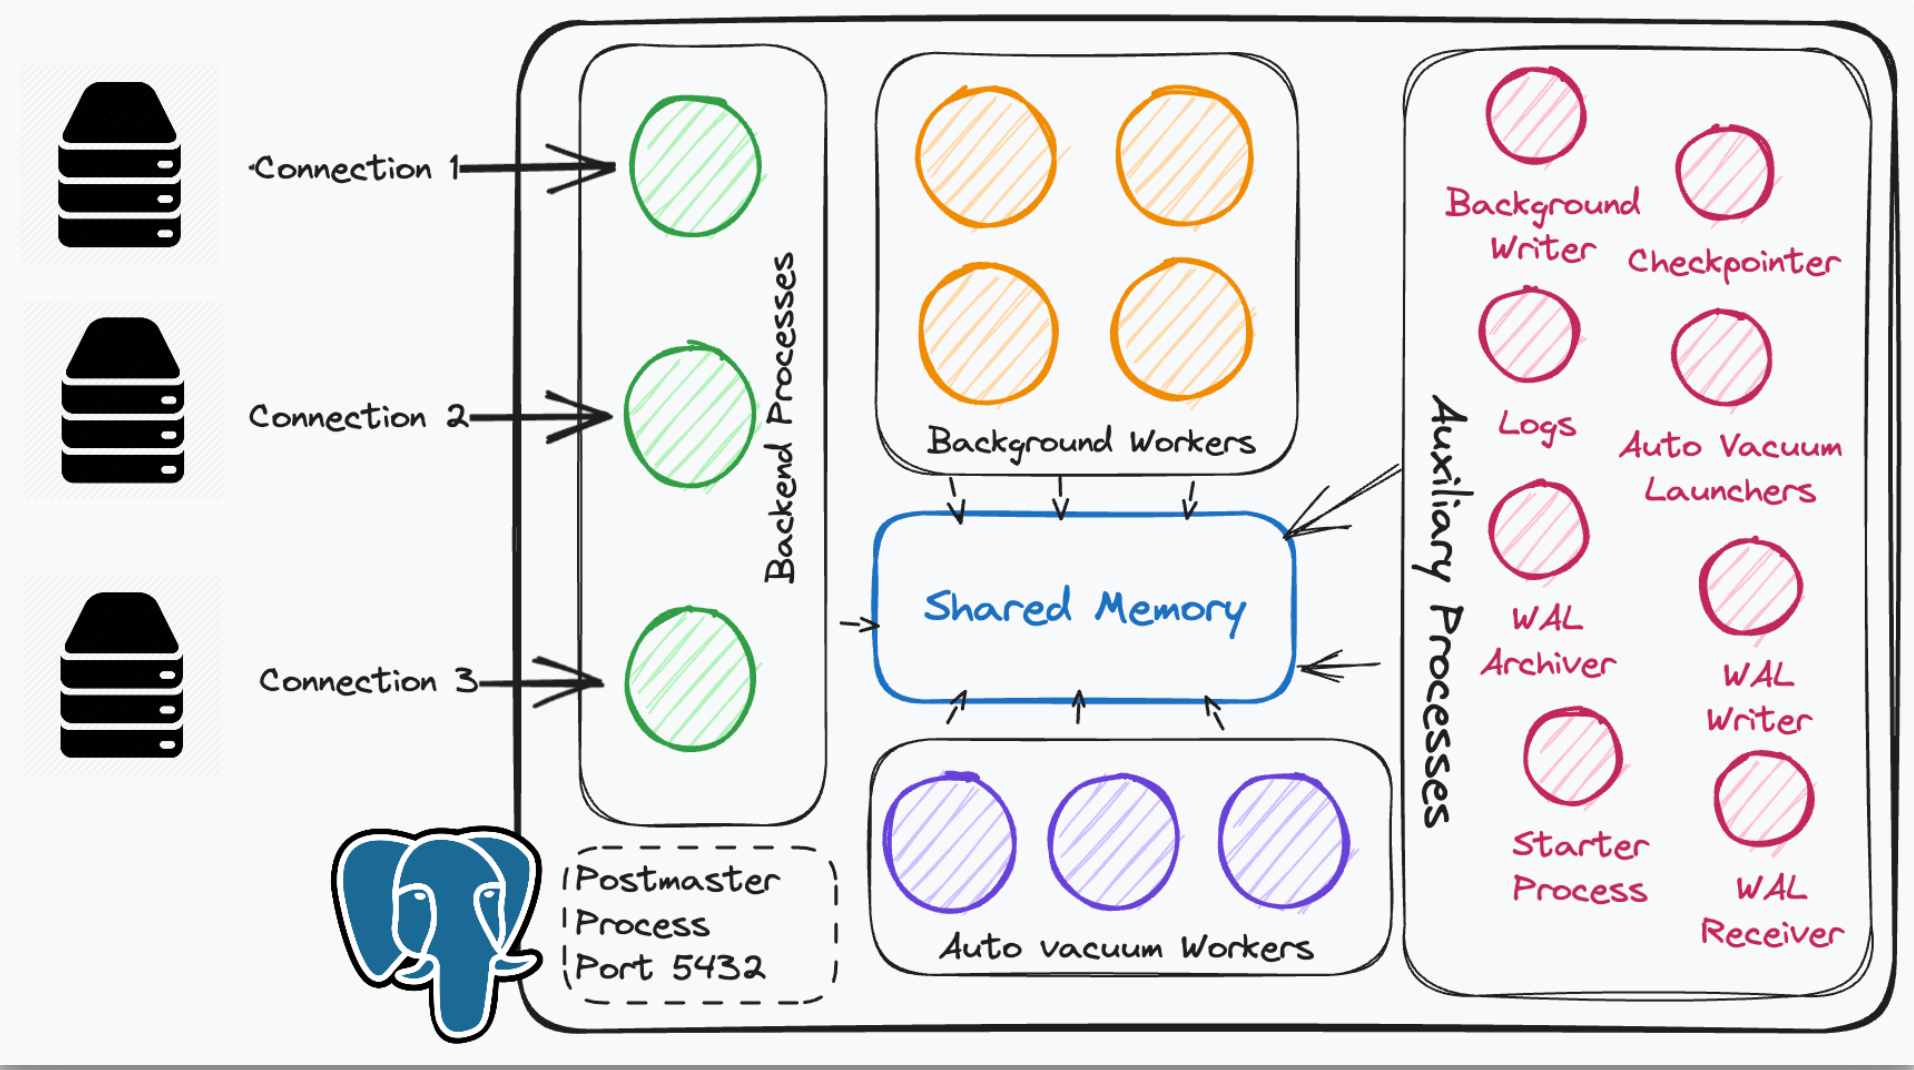 Connection 1
Connection 2
Connection 3
Backend Processes
Postmaster
Process
Port 5432
Background Workers
Shared Memory
Auto vacuum Workers
Auxiliary Processes
Background
Writer
Checkpointer
Logs
Auto Vacuum
Launchers
WAL
Archiver
WAL
Writer
Starter
Process
WAL
Receiver